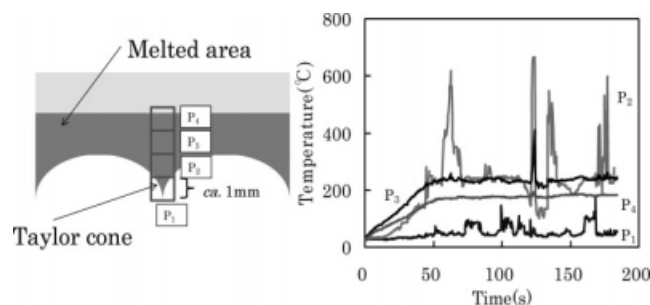 Melted area
P4
P3
P2
ca. 1mm
P1
Taylor cone
Temperature(℃)
800
600
400
200
0
P2
P3
P4
P1
0
50
100
150
200
Time(s)